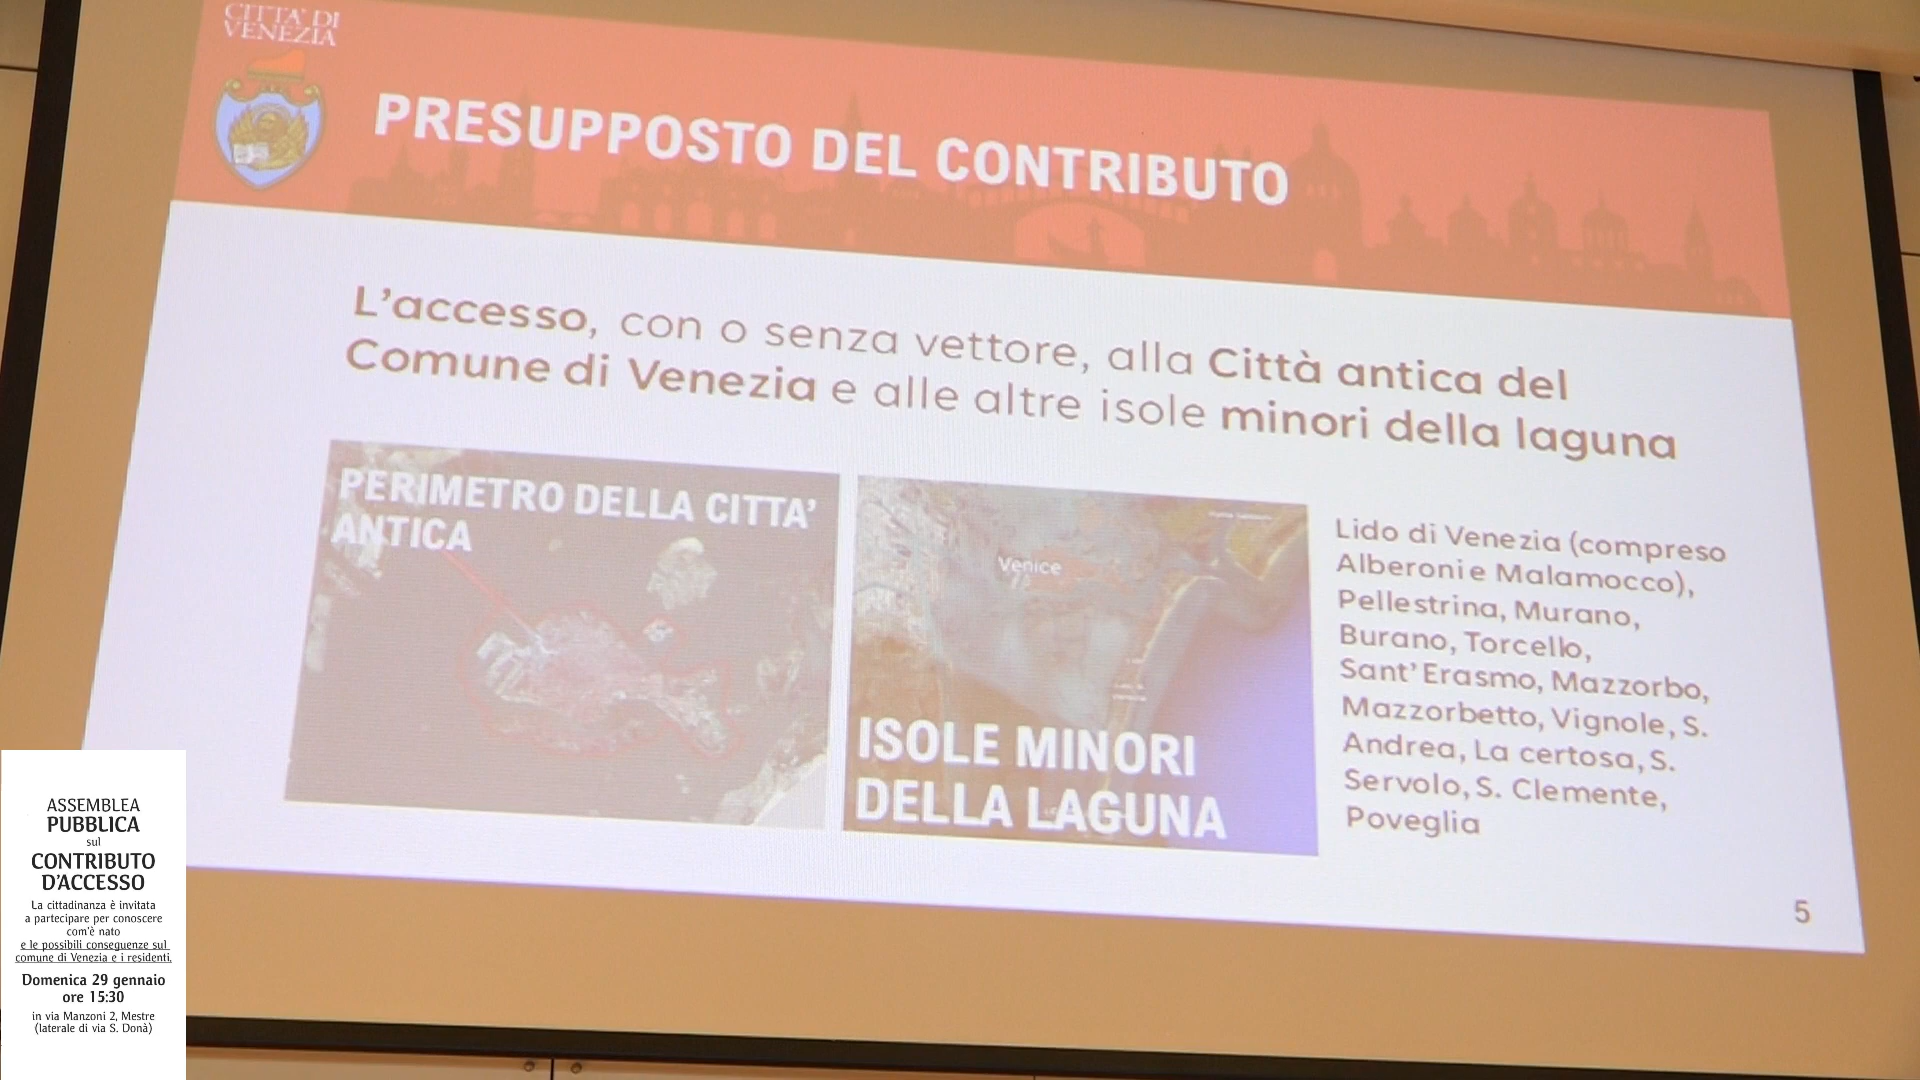 CITTA' DI
VENEZIA
PRESUPPOSTO DEL CONTRIBUTO
L'accesso, con o senza vettore, alla Città antica del
Comune di Venezia e alle altre isole minori della laguna
PERIMETRO DELLA CITTA'
ANTICA
Venice
ISOLE MINORI
DELLA LAGUNA
Lido di Venezia (compreso
Alberoni e Malamocco),
Pellestrina, Murano,
Burano, Torcello,
Sant'Erasmo, Mazzorbo,
Mazzorbetto, Vignole, S.
Andrea, La certosa, S.
Servolo, S. Clemente,
Poveglia
5
ASSEMBLEA
PUBBLICA
sul
CONTRIBUTO
D'ACCESSO
La cittadinanza è invitata
a partecipare per conoscere
com'è nato
e le possibili conseguenze sul
comune di Venezia e i residenti.
Domenica 29 gennaio
ore 15:30
in via Manzoni 2, Mestre
(laterale di via S. Donà)